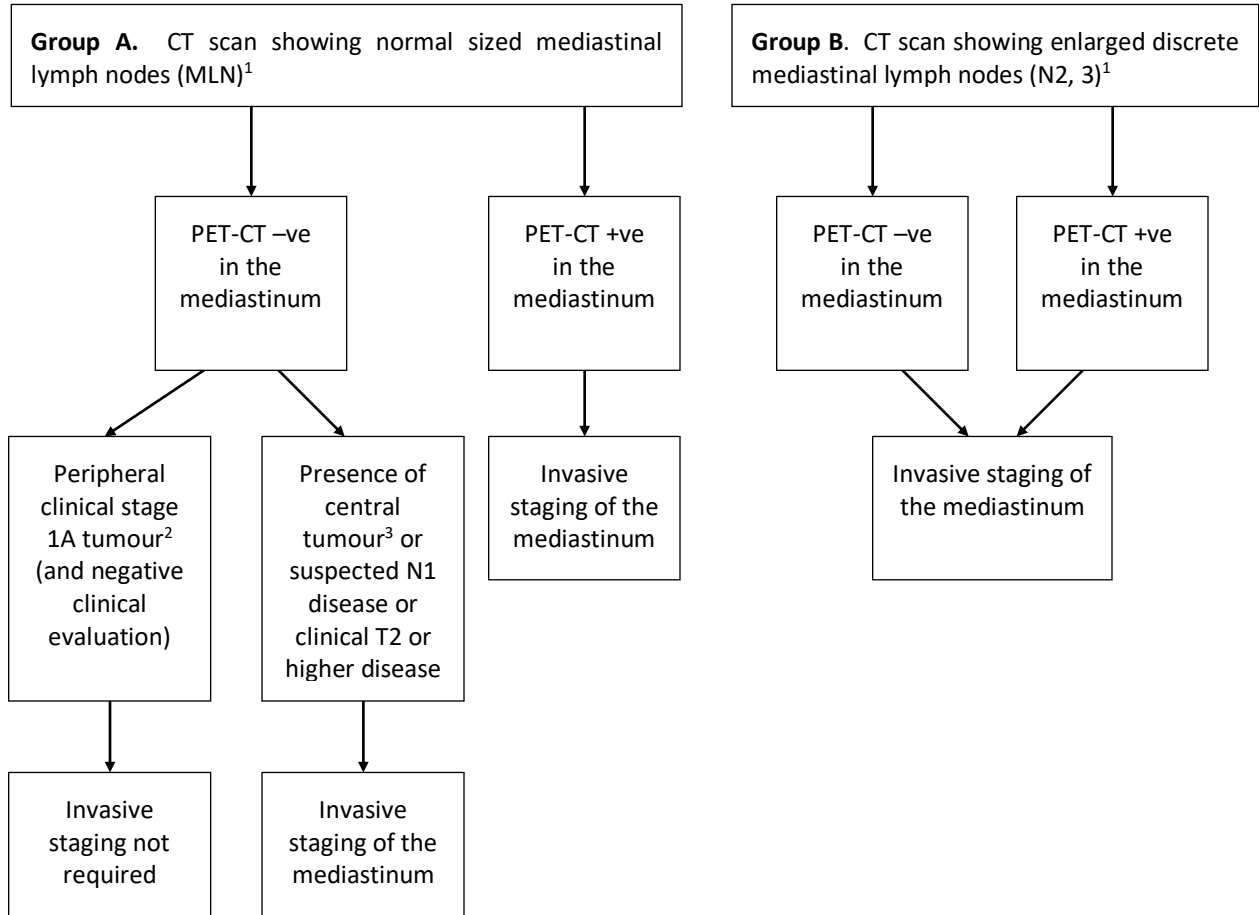 Group A. CT scan showing normal sized mediastinal
lymph nodes (MLN)1
Group B. CT scan showing enlarged discrete
mediastinal lymph nodes (N2, 3)1
PET-CT –ve
in the
mediastinum
PET-CT +ve
in the
mediastinum
PET-CT –ve
in the
mediastinum
PET-CT +ve
in the
mediastinum
Peripheral
clinical stage
1A tumour2
(and negative
clinical
evaluation)
Presence of
central
tumour3 or
suspected N1
disease or
clinical T2 or
higher disease
Invasive
staging of the
mediastinum
Invasive staging of
the mediastinum
Invasive
staging not
required
Invasive
staging of the
mediastinum